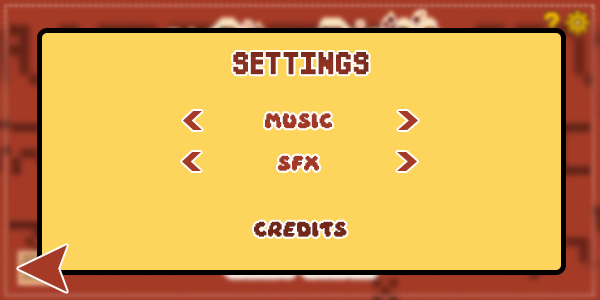 ?
SETTINGS
< MUSIC >
< SFX >
CREDITS